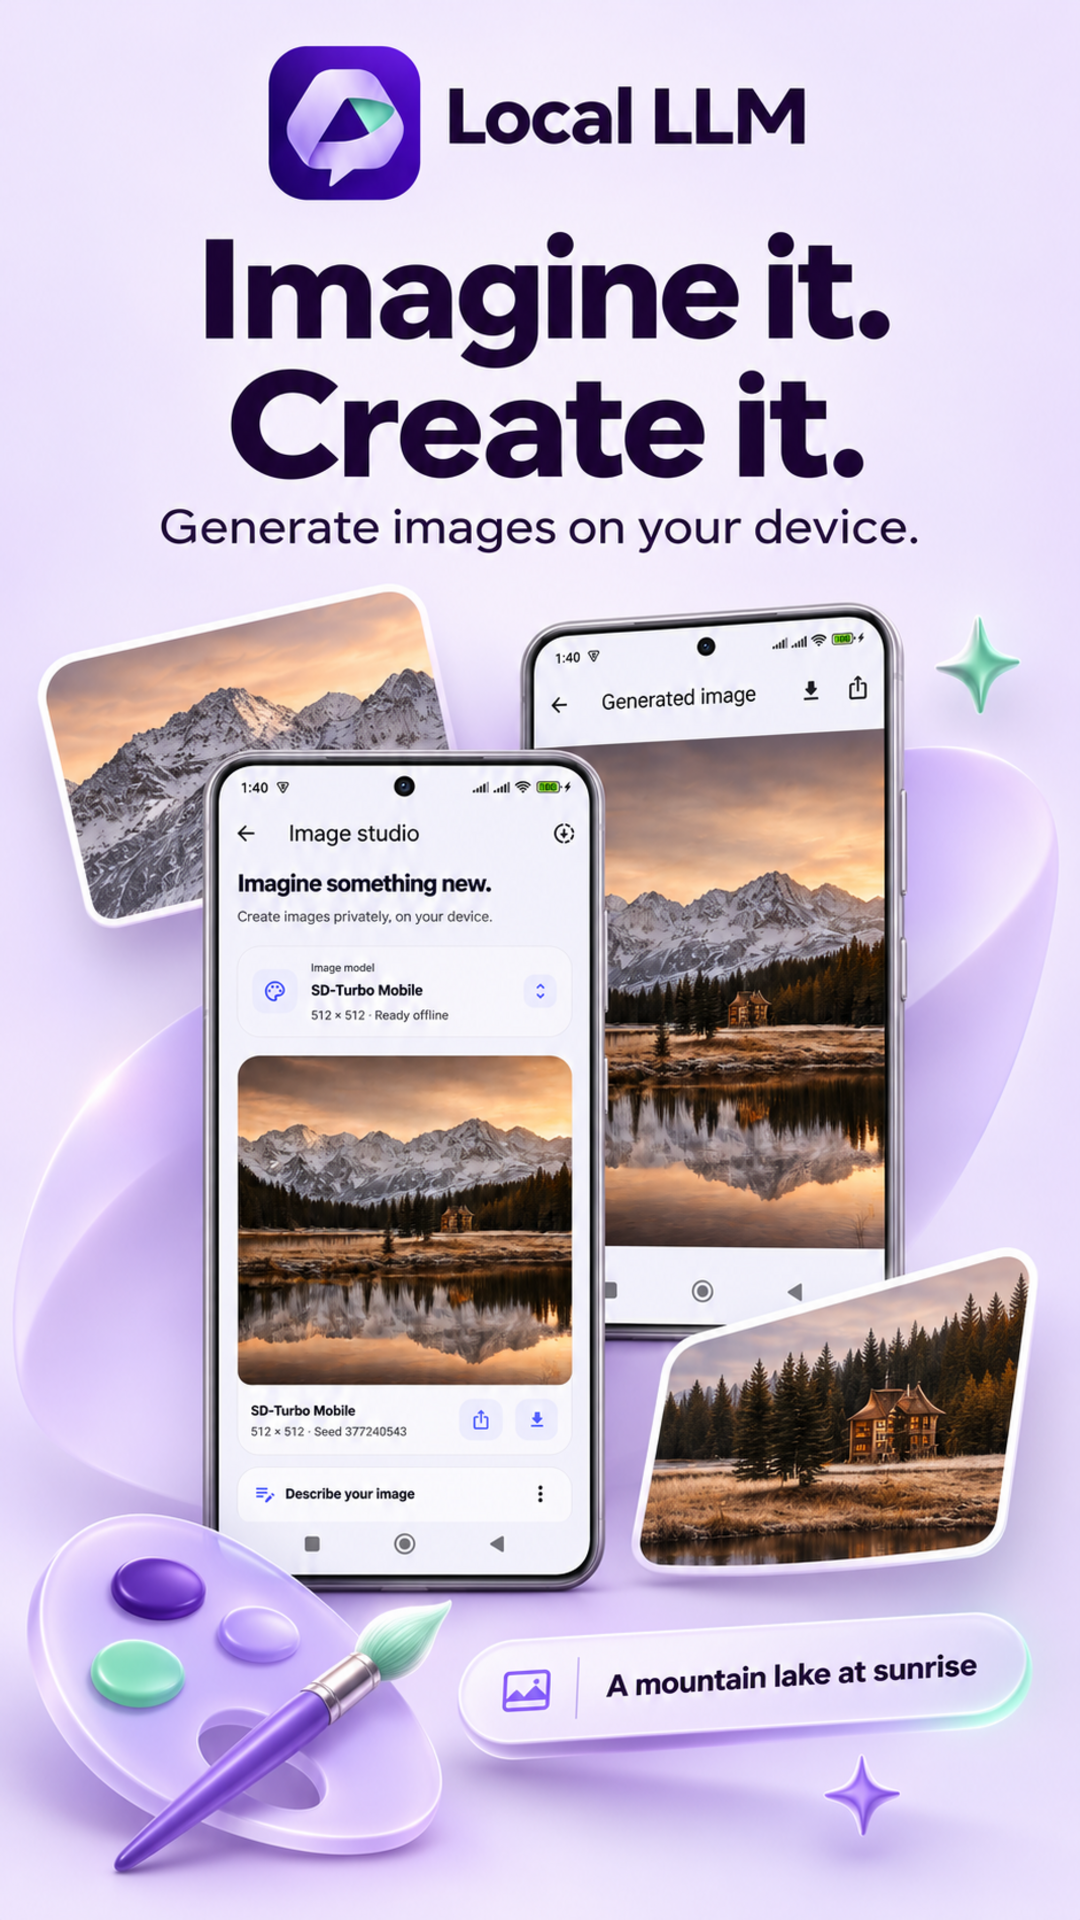 Local LLM
Imagine it.
Create it.
Generate images on your device.
1:40
Generated image
1:40
Image studio
Imagine something new.
Create images privately, on your device.
Image model
SD-Turbo Mobile
512 × 512 · Ready offline
SD-Turbo Mobile
512 × 512 · Seed 377240543
Describe your image
A mountain lake at sunrise